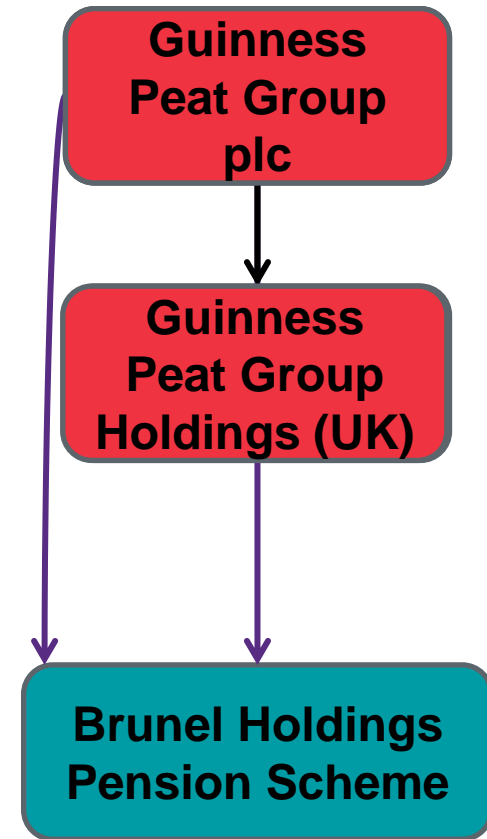 Guinness
Peat Group
plc
Guinness
Peat Group
Holdings (UK)
Brunel Holdings
Pension Scheme